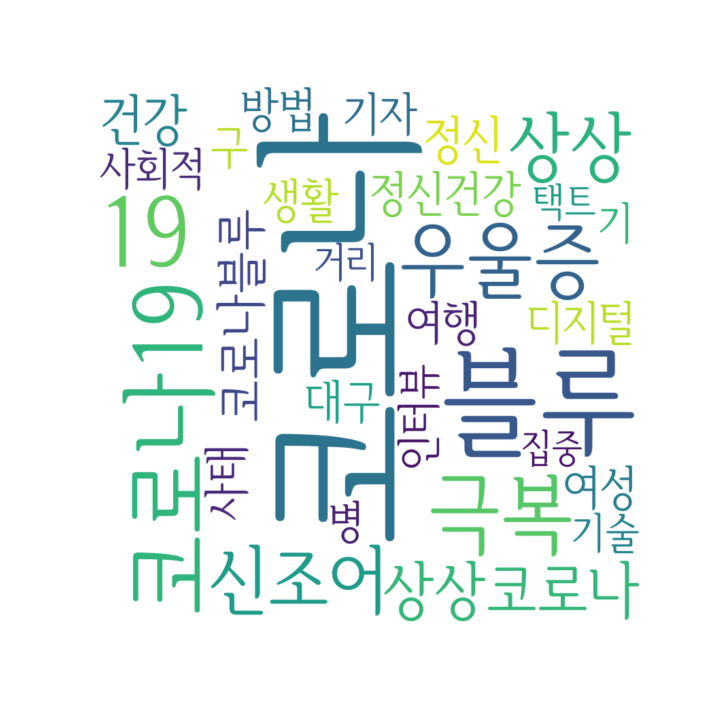 건강
방법
기자
정신
상상
사회적
구
코로나
생활
정신건강
택트
기
19
코로나블루
거리
우울증
코로나19
여행
디지털
대구
인터뷰
블루
집중
사태
병
극복
여성
기술
신조어
상상코로나